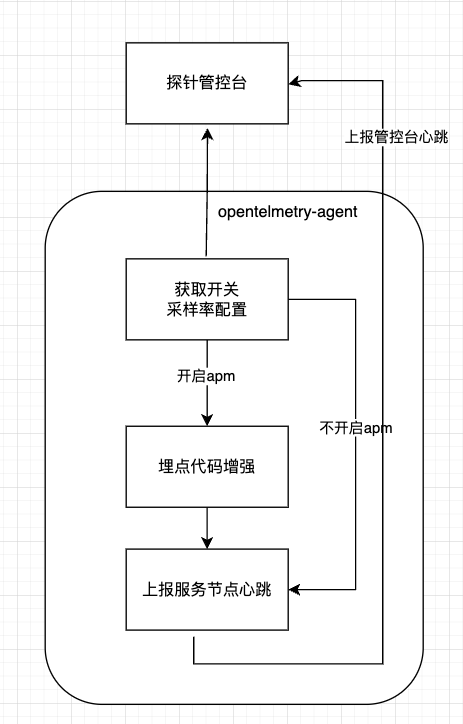 探针管控台
上报管控台心跳
opentelmetry-agent
获取开关
采样率配置
开启apm
不开启apm
埋点代码增强
上报服务节点心跳